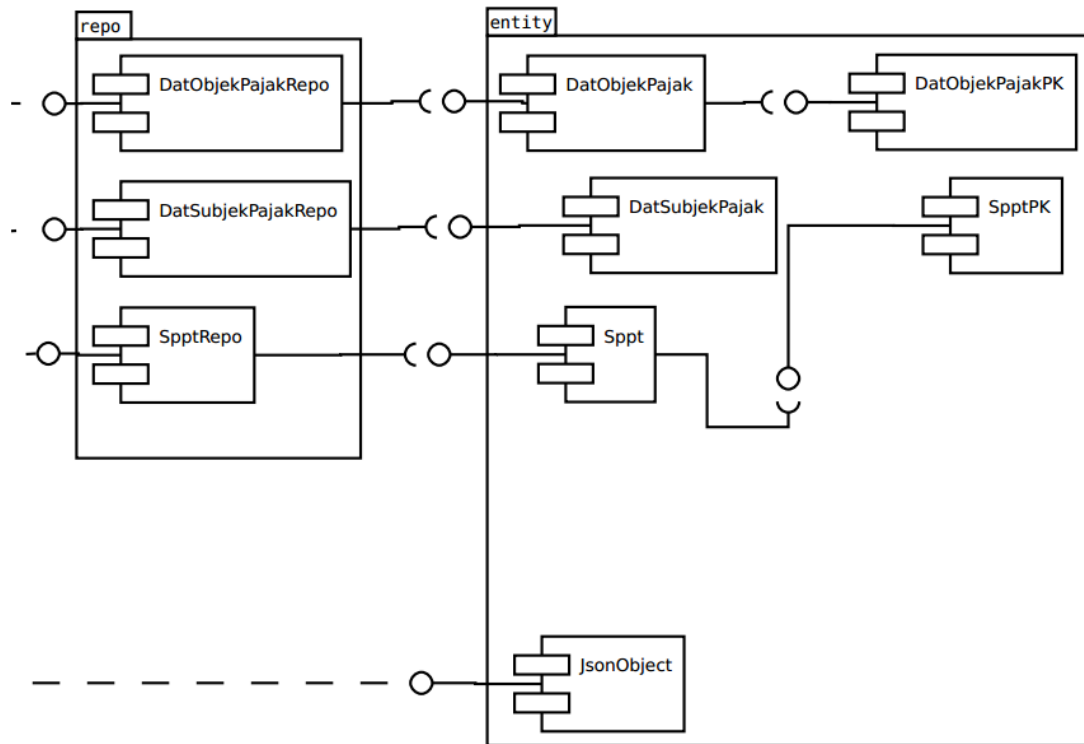 repo
entity
DatObjekPajakRepo
DatObjekPajak
DatObjekPajakPK
DatSubjekPajakRepo
DatSubjekPajak
SpptPK
SpptRepo
Sppt
JsonObject